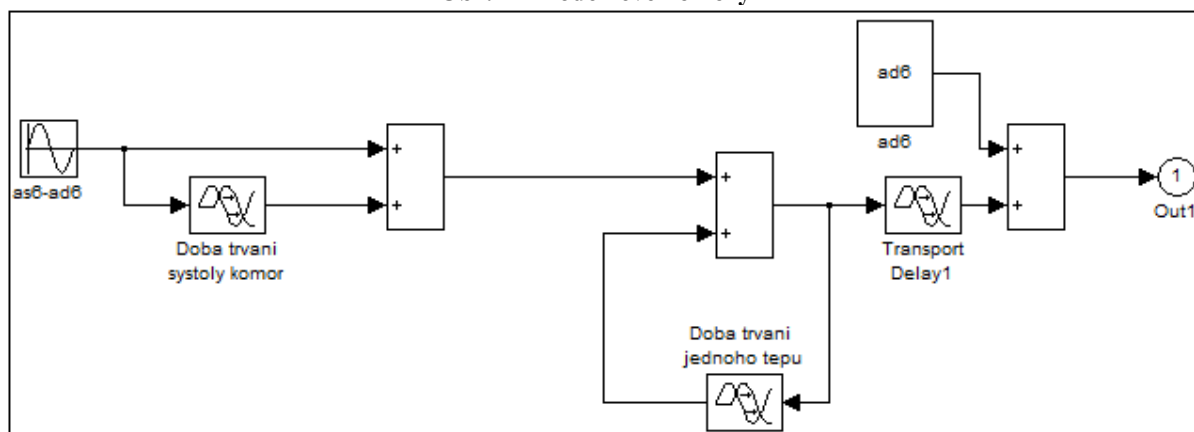 ad6
ad6
as6-ad6
+
+
Doba trvani
systoly komor
+
+
Transport
Delay1
+
+
1
Out1
Doba trvani
jednoho tepu